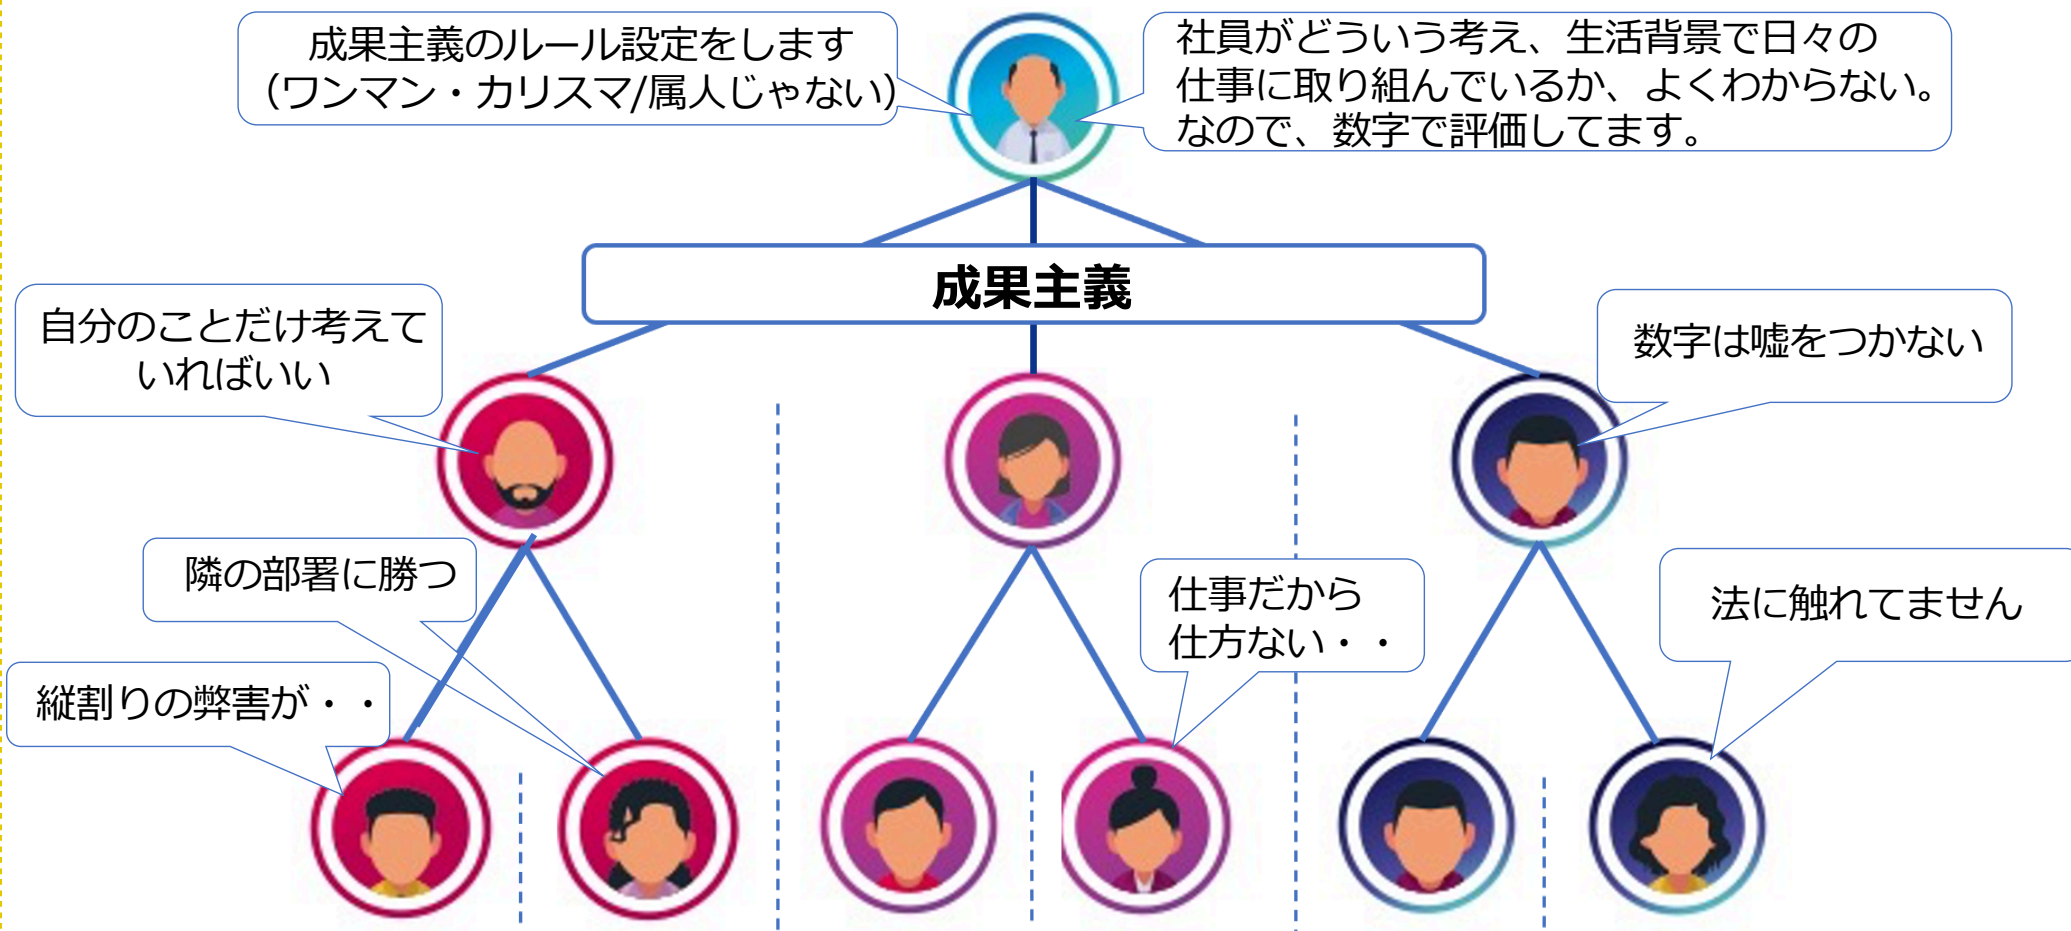 成果主義のルール設定をします
（ワンマン・カリスマ/属人じゃない）
社員がどういう考え、生活背景で日々の
仕事に取り組んでいるか、よくわからない。
なので、数字で評価してます。
成果主義
自分のことだけ考えて
いればいい
数字は嘘をつかない
隣の部署に勝つ
仕事だから
仕方ない・・
法に触れてません
縦割りの弊害が・・